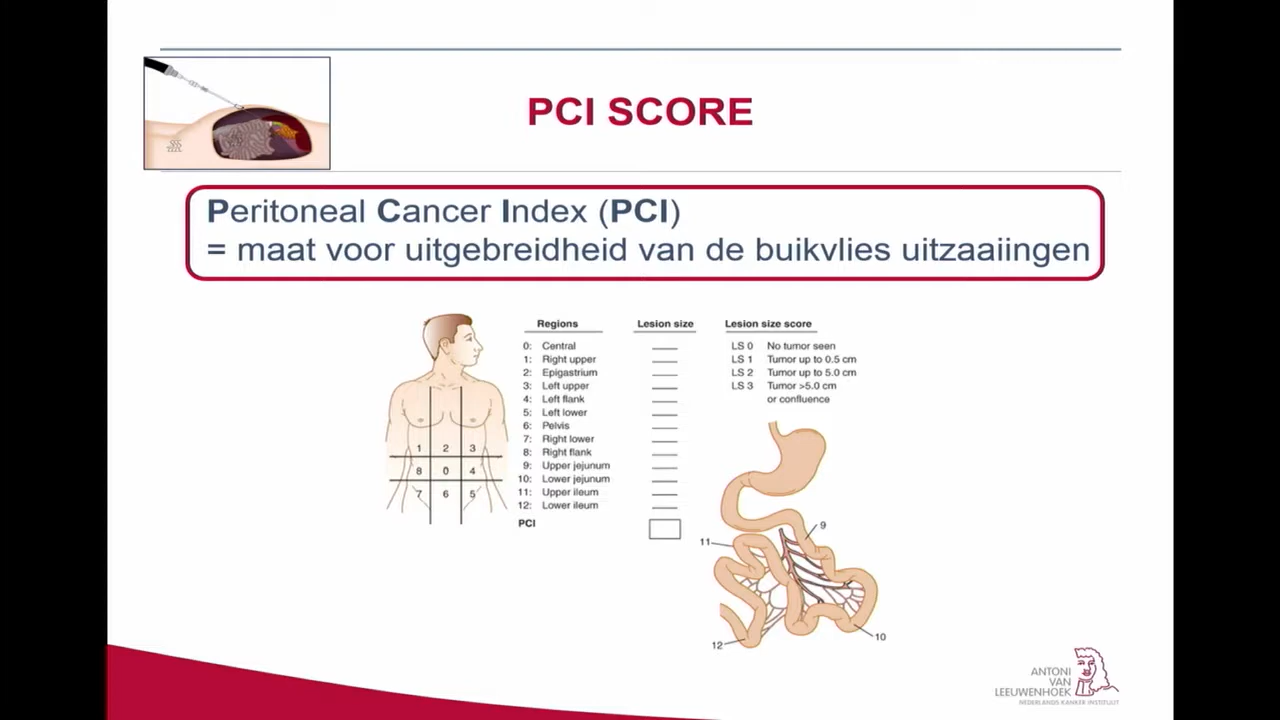 PCI SCORE
Peritoneal Cancer Index (PCI)
= maat voor uitgebreidheid van de buikvlies uitzaaiingen
Regions
Lesion size
Lesion size score
0: Central
1: Right upper
2: Epigastrium
3: Left upper
4: Left flank
5: Left lower
6: Pelvis
7: Right lower
8: Right flank
9: Upper jejunum
10: Lower jejunum
11: Upper ileum
12: Lower ileum
PCI
LS 0 No tumor seen
LS 1 Tumor up to 0.5 cm
LS 2 Tumor up to 5.0 cm
LS 3 Tumor >5.0 cm
or confluence
1 2 3
8 0 4
7 6 5
9
11
10
12
ANTONI
VAN
LEEUWENHOEK
NEDERLANDS KANKER INSTITUUT